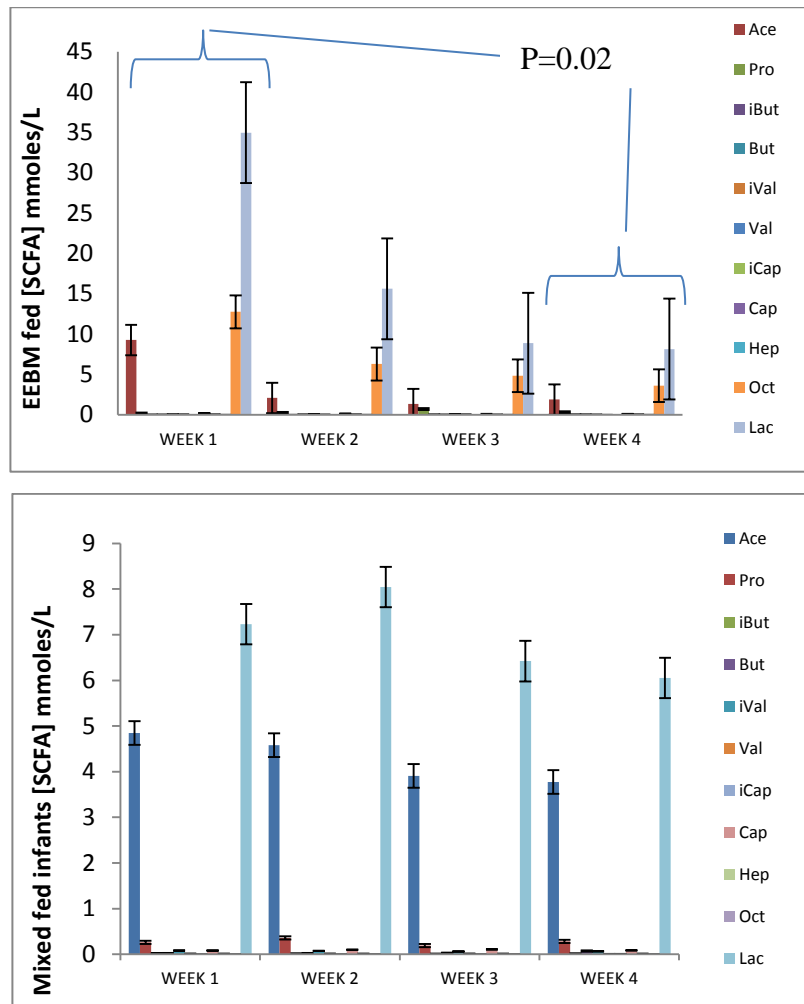 P=0.02
EEBM fed [SCFA] mmoles/L
45
40
35
30
25
20
15
10
5
0
WEEK 1 WEEK 2 WEEK 3 WEEK 4
Ace
Pro
iBut
But
iVal
Val
iCap
Cap
Hep
Oct
Lac
Mixed fed infants [SCFA] mmoles/L
9
8
7
6
5
4
3
2
1
0
WEEK 1 WEEK 2 WEEK 3 WEEK 4
Ace
Pro
iBut
But
iVal
Val
iCap
Cap
Hep
Oct
Lac